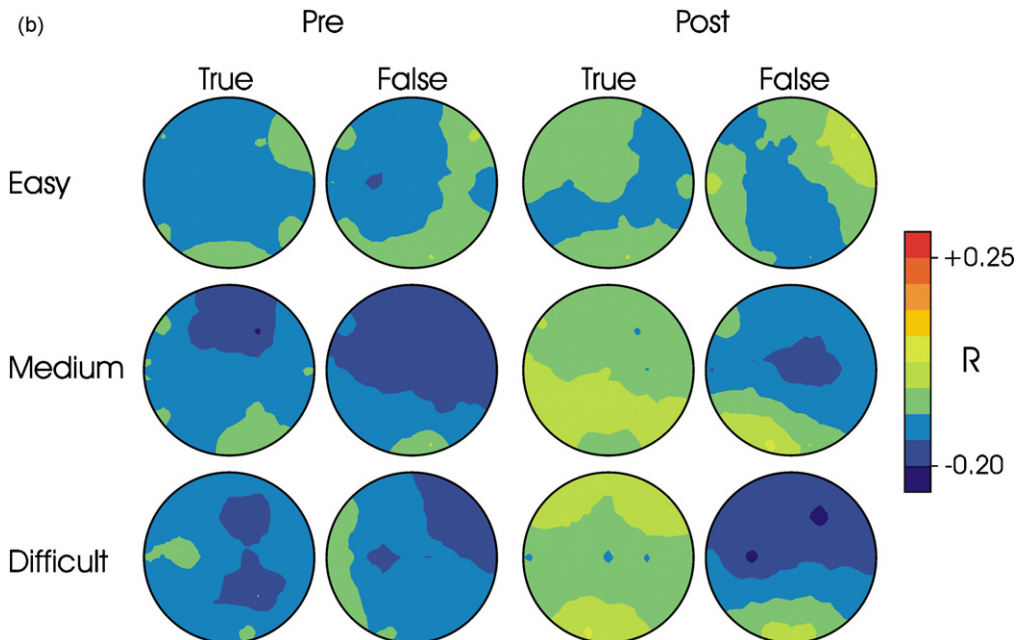 (b)
Pre Post
True False True False
Easy
Medium
Difficult
+0.25
R
-0.20